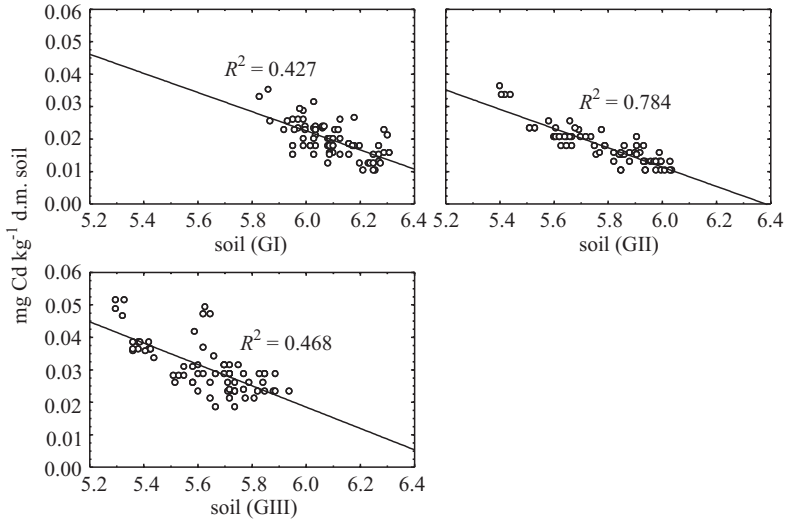 0.06
0.05
0.04
0.03
0.02
0.01
0.00
R² = 0.427
5.2 5.4 5.6 5.8 6.0 6.2 6.4
soil (GI)
R² = 0.784
5.2 5.4 5.6 5.8 6.0 6.2 6.4
soil (GII)
mg Cd kg⁻¹ d.m. soil
0.06
0.05
0.04
0.03
0.02
0.01
0.00
R² = 0.468
5.2 5.4 5.6 5.8 6.0 6.2 6.4
soil (GIII)